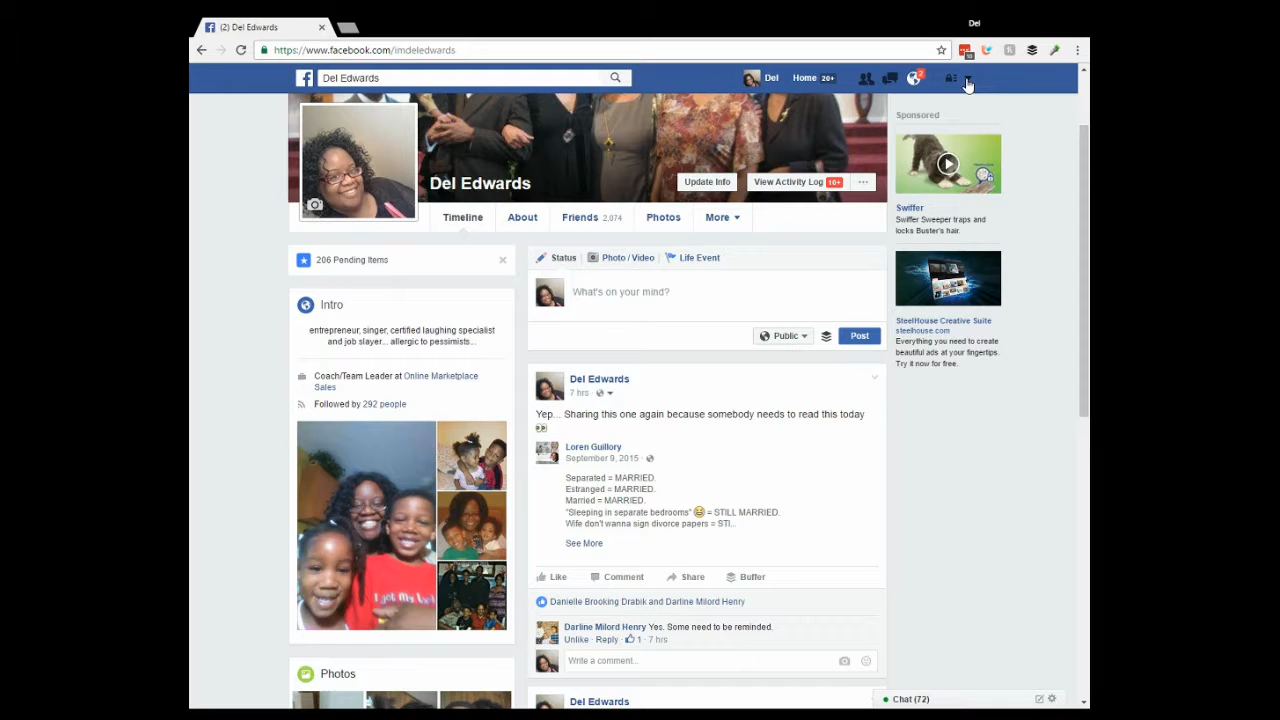 Del
(2) Del Edwards
https://www.facebook.com/imdeledwards
Del Edwards
Del
Home 20+
2
Del Edwards
Update Info
View Activity Log 10+
Timeline
About
Friends 2,074
Photos
More
206 Pending Items
Intro
entrepreneur, singer, certified laughing specialist
and job slayer... allergic to pessimists...
Coach/Team Leader at Online Marketplace
Sales
Followed by 292 people
Photos
Status
Photo / Video
Life Event
What's on your mind?
Public
Post
Del Edwards
7 hrs ·
Yep... Sharing this one again because somebody needs to read this today
Loren Guillory
September 9, 2015 ·
Separated = MARRIED.
Estranged = MARRIED.
Married = MARRIED.
"Sleeping in separate bedrooms" 😂 = STILL MARRIED.
Wife don't wanna sign divorce papers = STI...
See More
Like
Comment
Share
Buffer
Danielle Brooking Drabik and Darline Milord Henry
Darline Milord Henry Yes. Some need to be reminded.
Unlike · Reply · 1 · 7 hrs
Write a comment...
Del Edwards
Sponsored
Swiffer
Swiffer Sweeper traps and
locks Buster's hair.
SteelHouse Creative Suite
steelhouse.com
Everything you need to create
beautiful ads at your fingertips.
Try it now for free.
Chat (72)